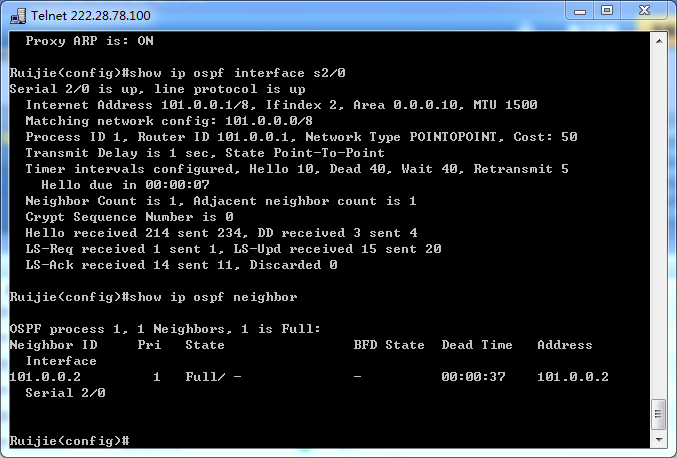 Telnet 222.28.78.100
Proxy ARP is: ON
Ruijie(config)#show ip ospf interface s2/0
Serial 2/0 is up, line protocol is up
Internet Address 101.0.0.1/8, Ifindex 2, Area 0.0.0.10, MTU 1500
Matching network config: 101.0.0.0/8
Process ID 1, Router ID 101.0.0.1, Network Type POINTOPOINT, Cost: 50
Transmit Delay is 1 sec, State Point-To-Point
Timer intervals configured, Hello 10, Dead 40, Wait 40, Retransmit 5
Hello due in 00:00:07
Neighbor Count is 1, Adjacent neighbor count is 1
Crypt Sequence Number is 0
Hello received 214 sent 234, DD received 3 sent 4
LS-Req received 1 sent 1, LS-Upd received 15 sent 20
LS-Ack received 14 sent 11, Discarded 0
Ruijie(config)#show ip ospf neighbor
OSPF process 1, 1 Neighbors, 1 is Full:
Neighbor ID     Pri   State                 BFD State  Dead Time   Address
Interface
101.0.0.2         1   Full/ -               -          00:00:37    101.0.0.2
Serial 2/0
Ruijie(config)#